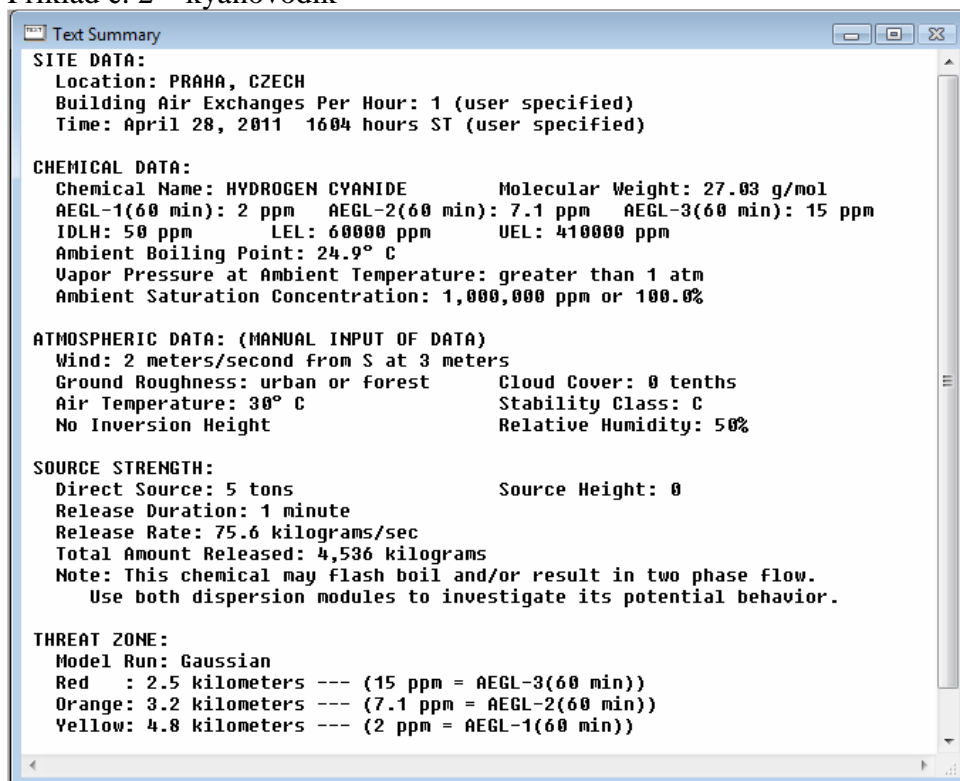 Příklad č. 2 – kyanovodík
Text Summary
SITE DATA:
Location: PRAHA, CZECH
Building Air Exchanges Per Hour: 1 (user specified)
Time: April 28, 2011 1604 hours ST (user specified)
CHEMICAL DATA:
Chemical Name: HYDROGEN CYANIDE Molecular Weight: 27.03 g/mol
AEGL-1(60 min): 2 ppm AEGL-2(60 min): 7.1 ppm AEGL-3(60 min): 15 ppm
IDLH: 50 ppm LEL: 60000 ppm UEL: 410000 ppm
Ambient Boiling Point: 24.9° C
Vapor Pressure at Ambient Temperature: greater than 1 atm
Ambient Saturation Concentration: 1,000,000 ppm or 100.0%
ATMOSPHERIC DATA: (MANUAL INPUT OF DATA)
Wind: 2 meters/second from S at 3 meters
Ground Roughness: urban or forest Cloud Cover: 0 tenths
Air Temperature: 30° C Stability Class: C
No Inversion Height Relative Humidity: 50%
SOURCE STRENGTH:
Direct Source: 5 tons Source Height: 0
Release Duration: 1 minute
Release Rate: 75.6 kilograms/sec
Total Amount Released: 4,536 kilograms
Note: This chemical may flash boil and/or result in two phase flow.
Use both dispersion modules to investigate its potential behavior.
THREAT ZONE:
Model Run: Gaussian
Red : 2.5 kilometers --- (15 ppm = AEGL-3(60 min))
Orange: 3.2 kilometers --- (7.1 ppm = AEGL-2(60 min))
Yellow: 4.8 kilometers --- (2 ppm = AEGL-1(60 min))